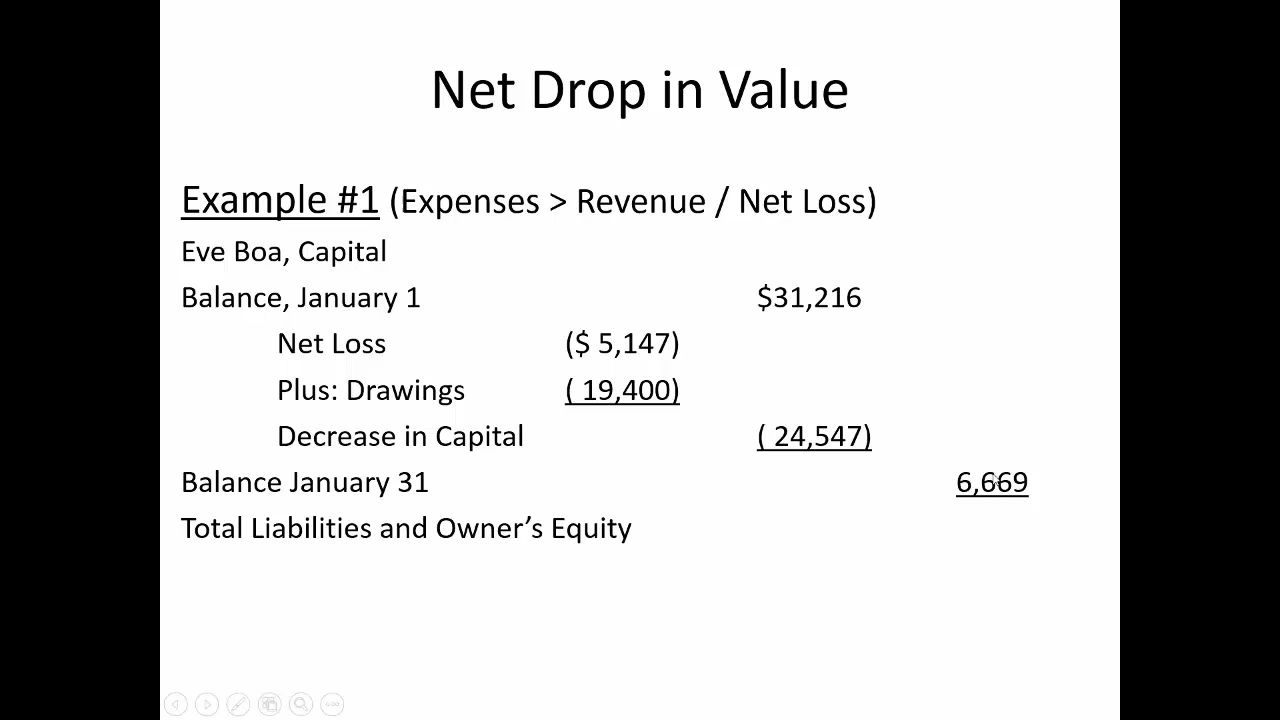 Net Drop in Value
Example #1 (Expenses > Revenue / Net Loss)
Eve Boa, Capital
Balance, January 1 $31,216
Net Loss ($ 5,147)
Plus: Drawings ( 19,400)
Decrease in Capital ( 24,547)
Balance January 31 6,669
Total Liabilities and Owner’s Equity